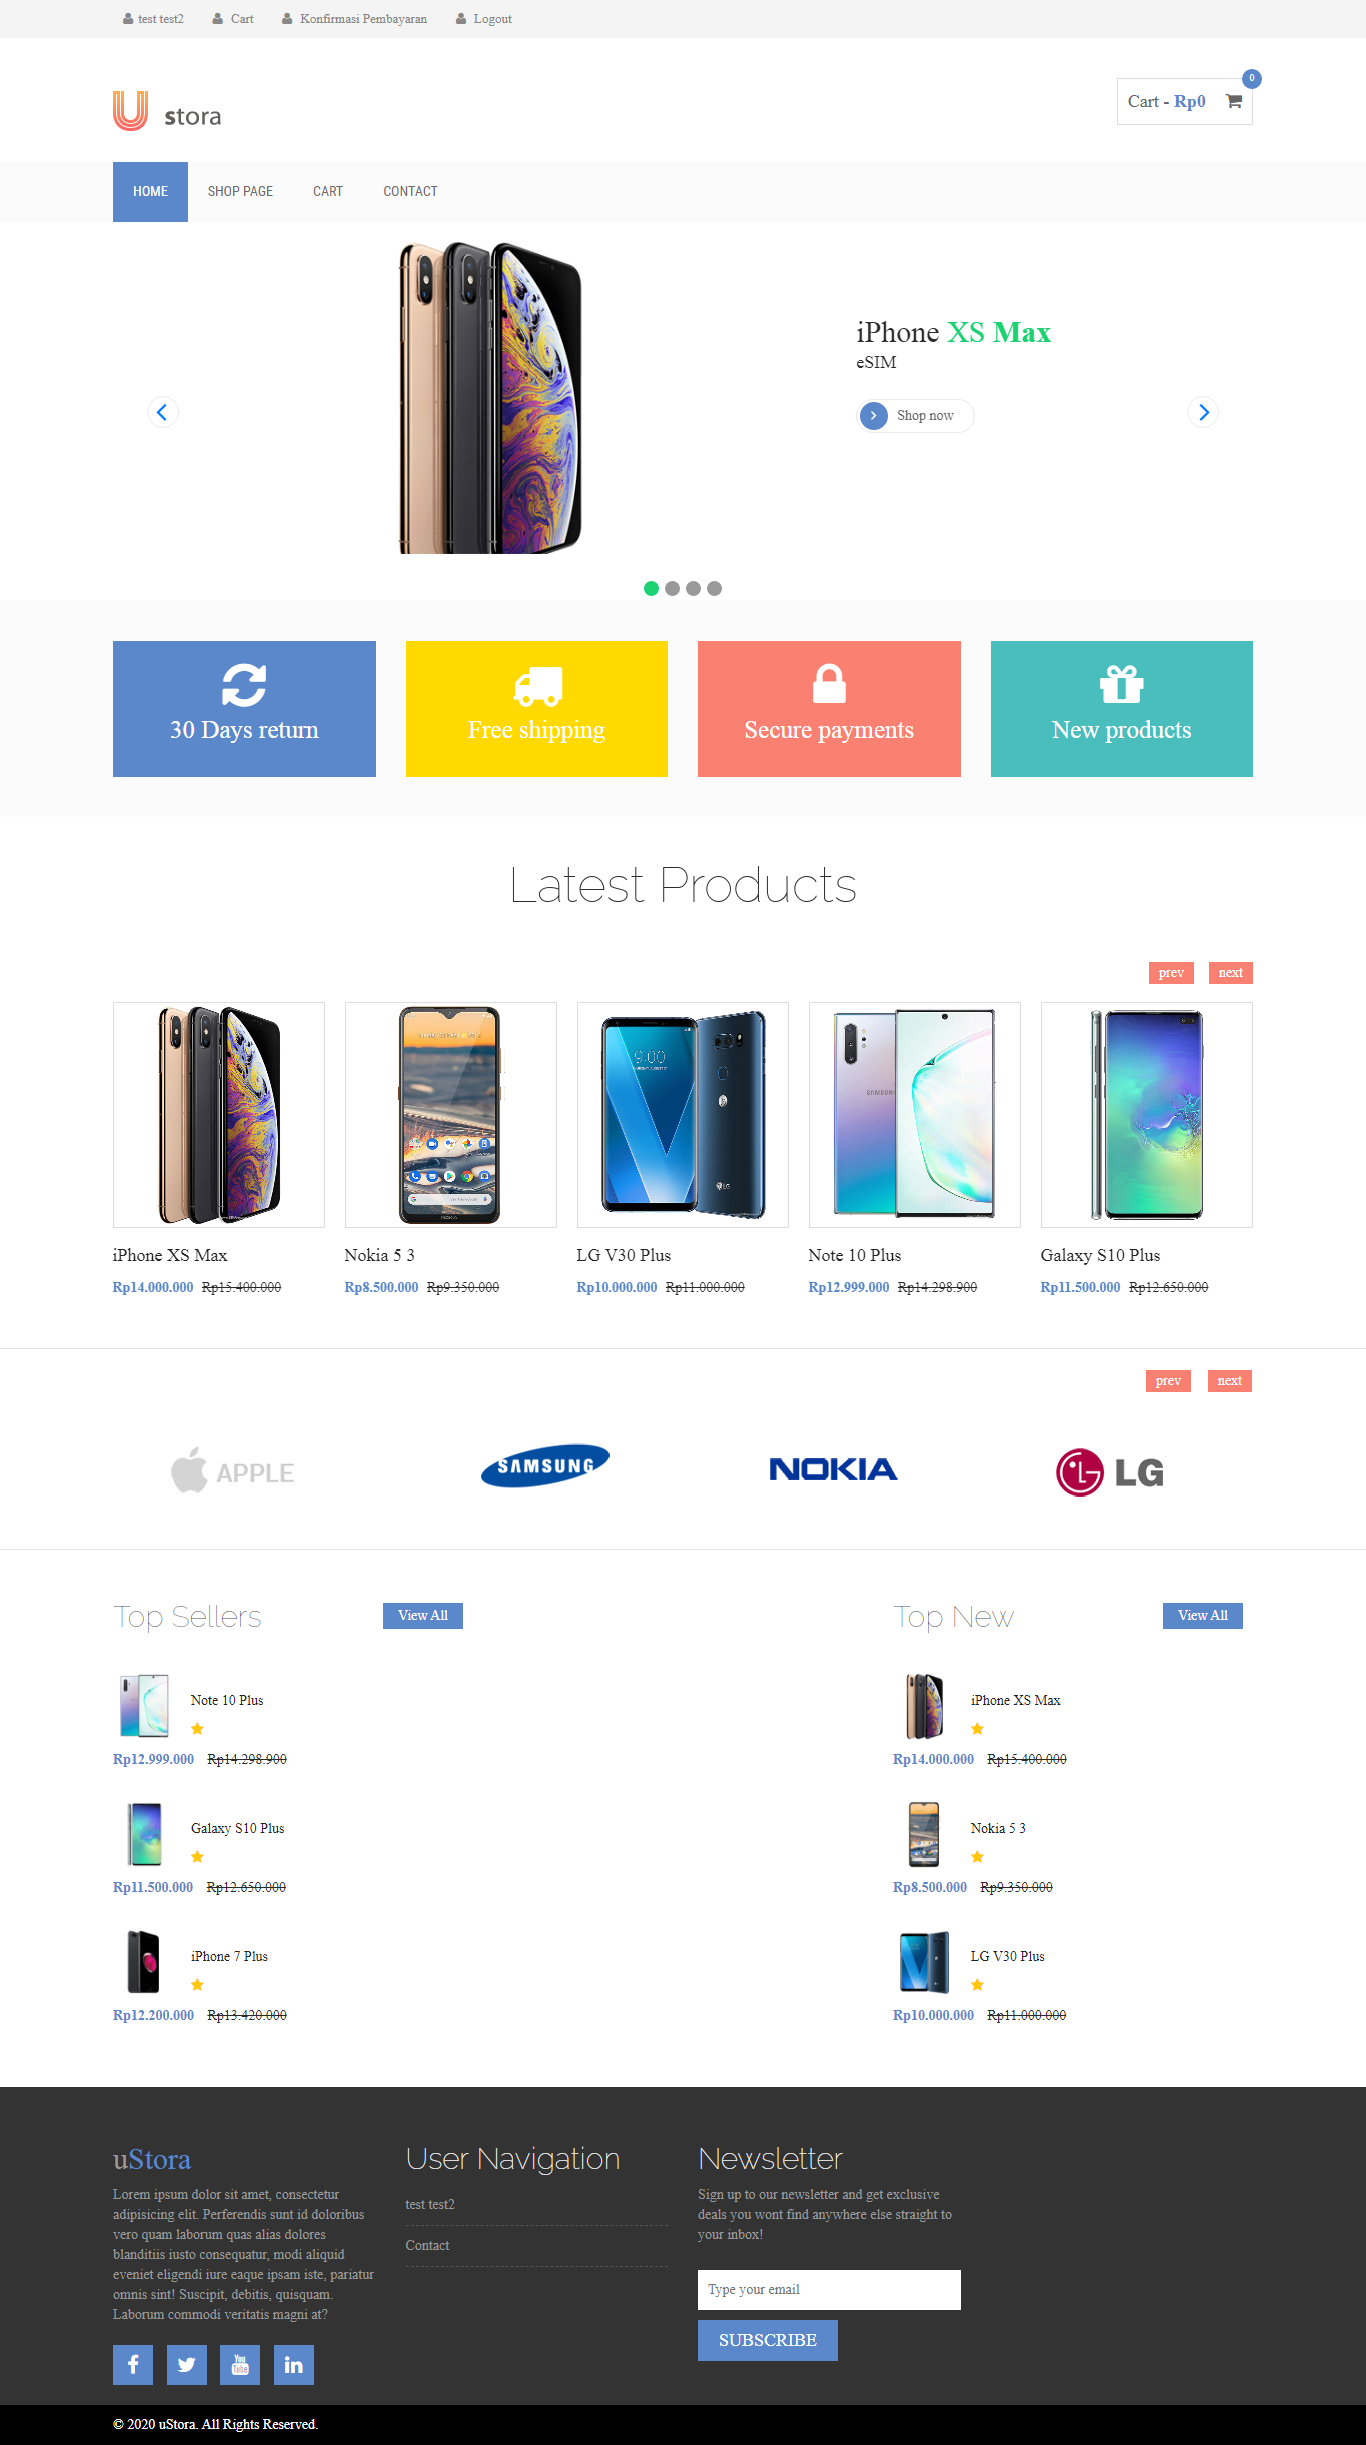 test test2 Cart Konfirmasi Pembayaran Logout
U stora
Cart - Rp0
0
HOME SHOP PAGE CART CONTACT
iPhone XS Max
eSIM
Shop now
30 Days return
Free shipping
Secure payments
New products
Latest Products
prev next
9:00
SAMSUNG
NOKIA
LG
iPhone XS Max
Rp14.000.000 Rp15.400.000
Nokia 5 3
Rp8.500.000 Rp9.350.000
LG V30 Plus
Rp10.000.000 Rp11.000.000
Note 10 Plus
Rp12.999.000 Rp14.298.900
Galaxy S10 Plus
Rp11.500.000 Rp12.650.000
prev next
APPLE
SAMSUNG
NOKIA
LG
Top Sellers
View All
Note 10 Plus
Rp12.999.000 Rp14.298.900
Galaxy S10 Plus
Rp11.500.000 Rp12.650.000
iPhone 7 Plus
Rp12.200.000 Rp13.420.000
Top New
View All
iPhone XS Max
Rp14.000.000 Rp15.400.000
Nokia 5 3
Rp8.500.000 Rp9.350.000
LG V30 Plus
Rp10.000.000 Rp11.000.000
uStora
Lorem ipsum dolor sit amet, consectetur
adipisicing elit. Perferendis sunt id doloribus
vero quam laborum quas alias dolores
blanditiis iusto consequatur, modi aliquid
eveniet eligendi iure eaque ipsam iste, pariatur
omnis sint! Suscipit, debitis, quisquam.
Laborum commodi veritatis magni at?
You Tube
User Navigation
test test2
Contact
Newsletter
Sign up to our newsletter and get exclusive
deals you wont find anywhere else straight to
your inbox!
Type your email
SUBSCRIBE
© 2020 uStora. All Rights Reserved.